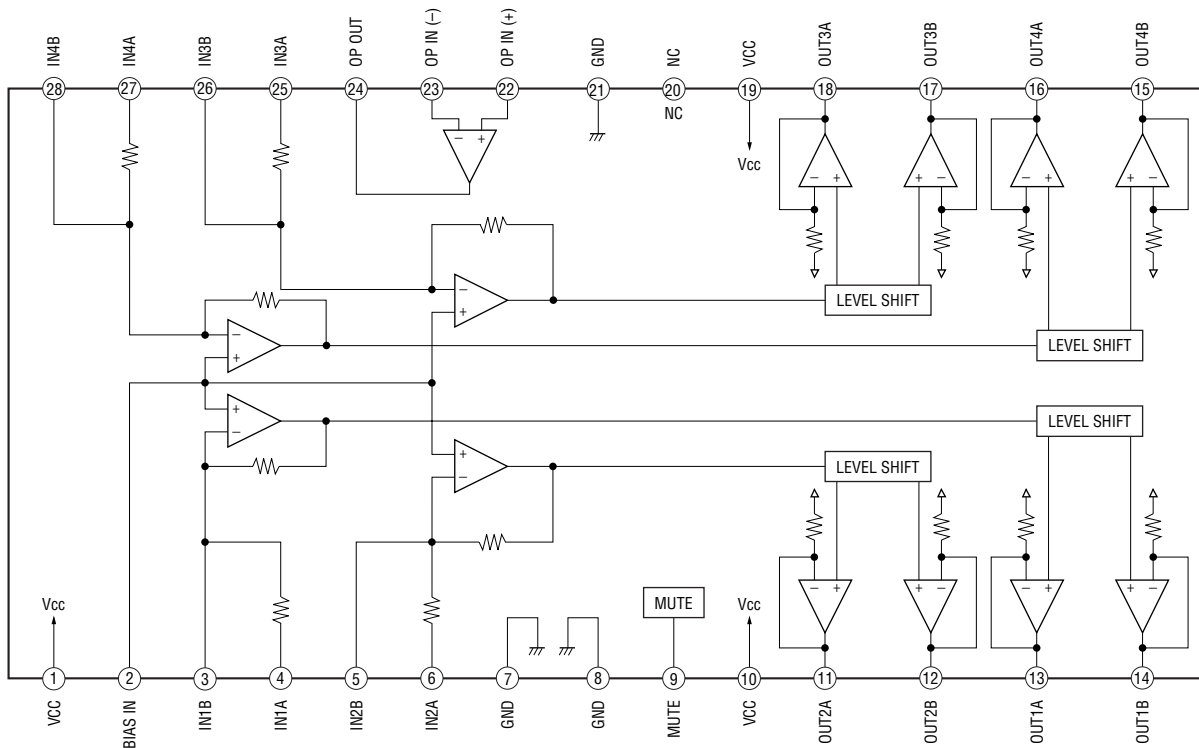 IN4B IN4A IN3B IN3A OP OUT OP IN (−) OP IN (+) GND NC VCC OUT3A OUT3B OUT4A OUT4B
28 27 26 25 24 23 22 21 20 19 18 17 16 15
NC
− +
Vcc
− + + − − + + −
−
LEVEL SHIFT
+
−
LEVEL SHIFT
+
+
LEVEL SHIFT
−
+
LEVEL SHIFT
−
− + + − − + + −
Vcc MUTE Vcc
1 2 3 4 5 6 7 8 9 10 11 12 13 14
VCC BIAS IN IN1B IN1A IN2B IN2A GND GND MUTE VCC OUT2A OUT2B OUT1A OUT1B